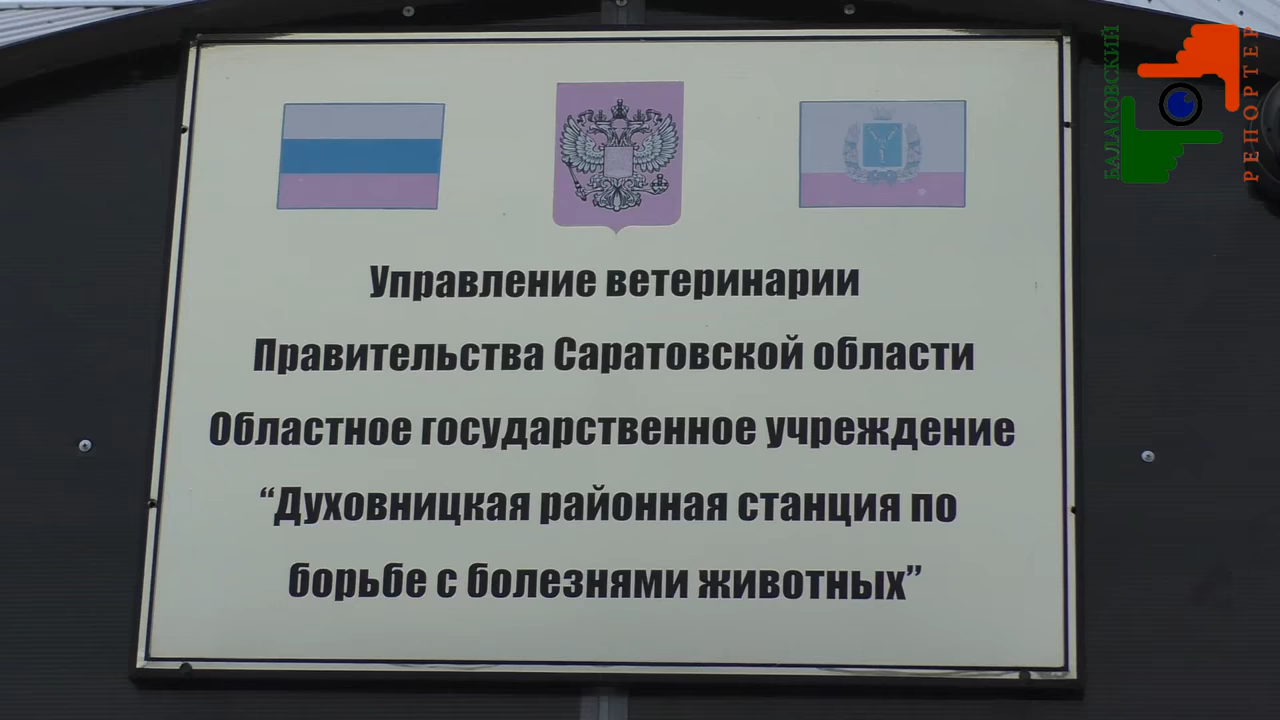 Управление ветеринарии
Правительства Саратовской области
Областное государственное учреждение
“Духовницкая районная станция по
борьбе с болезнями животных”
БАЛАКОВСКИЙ
РЕПОРТЕР